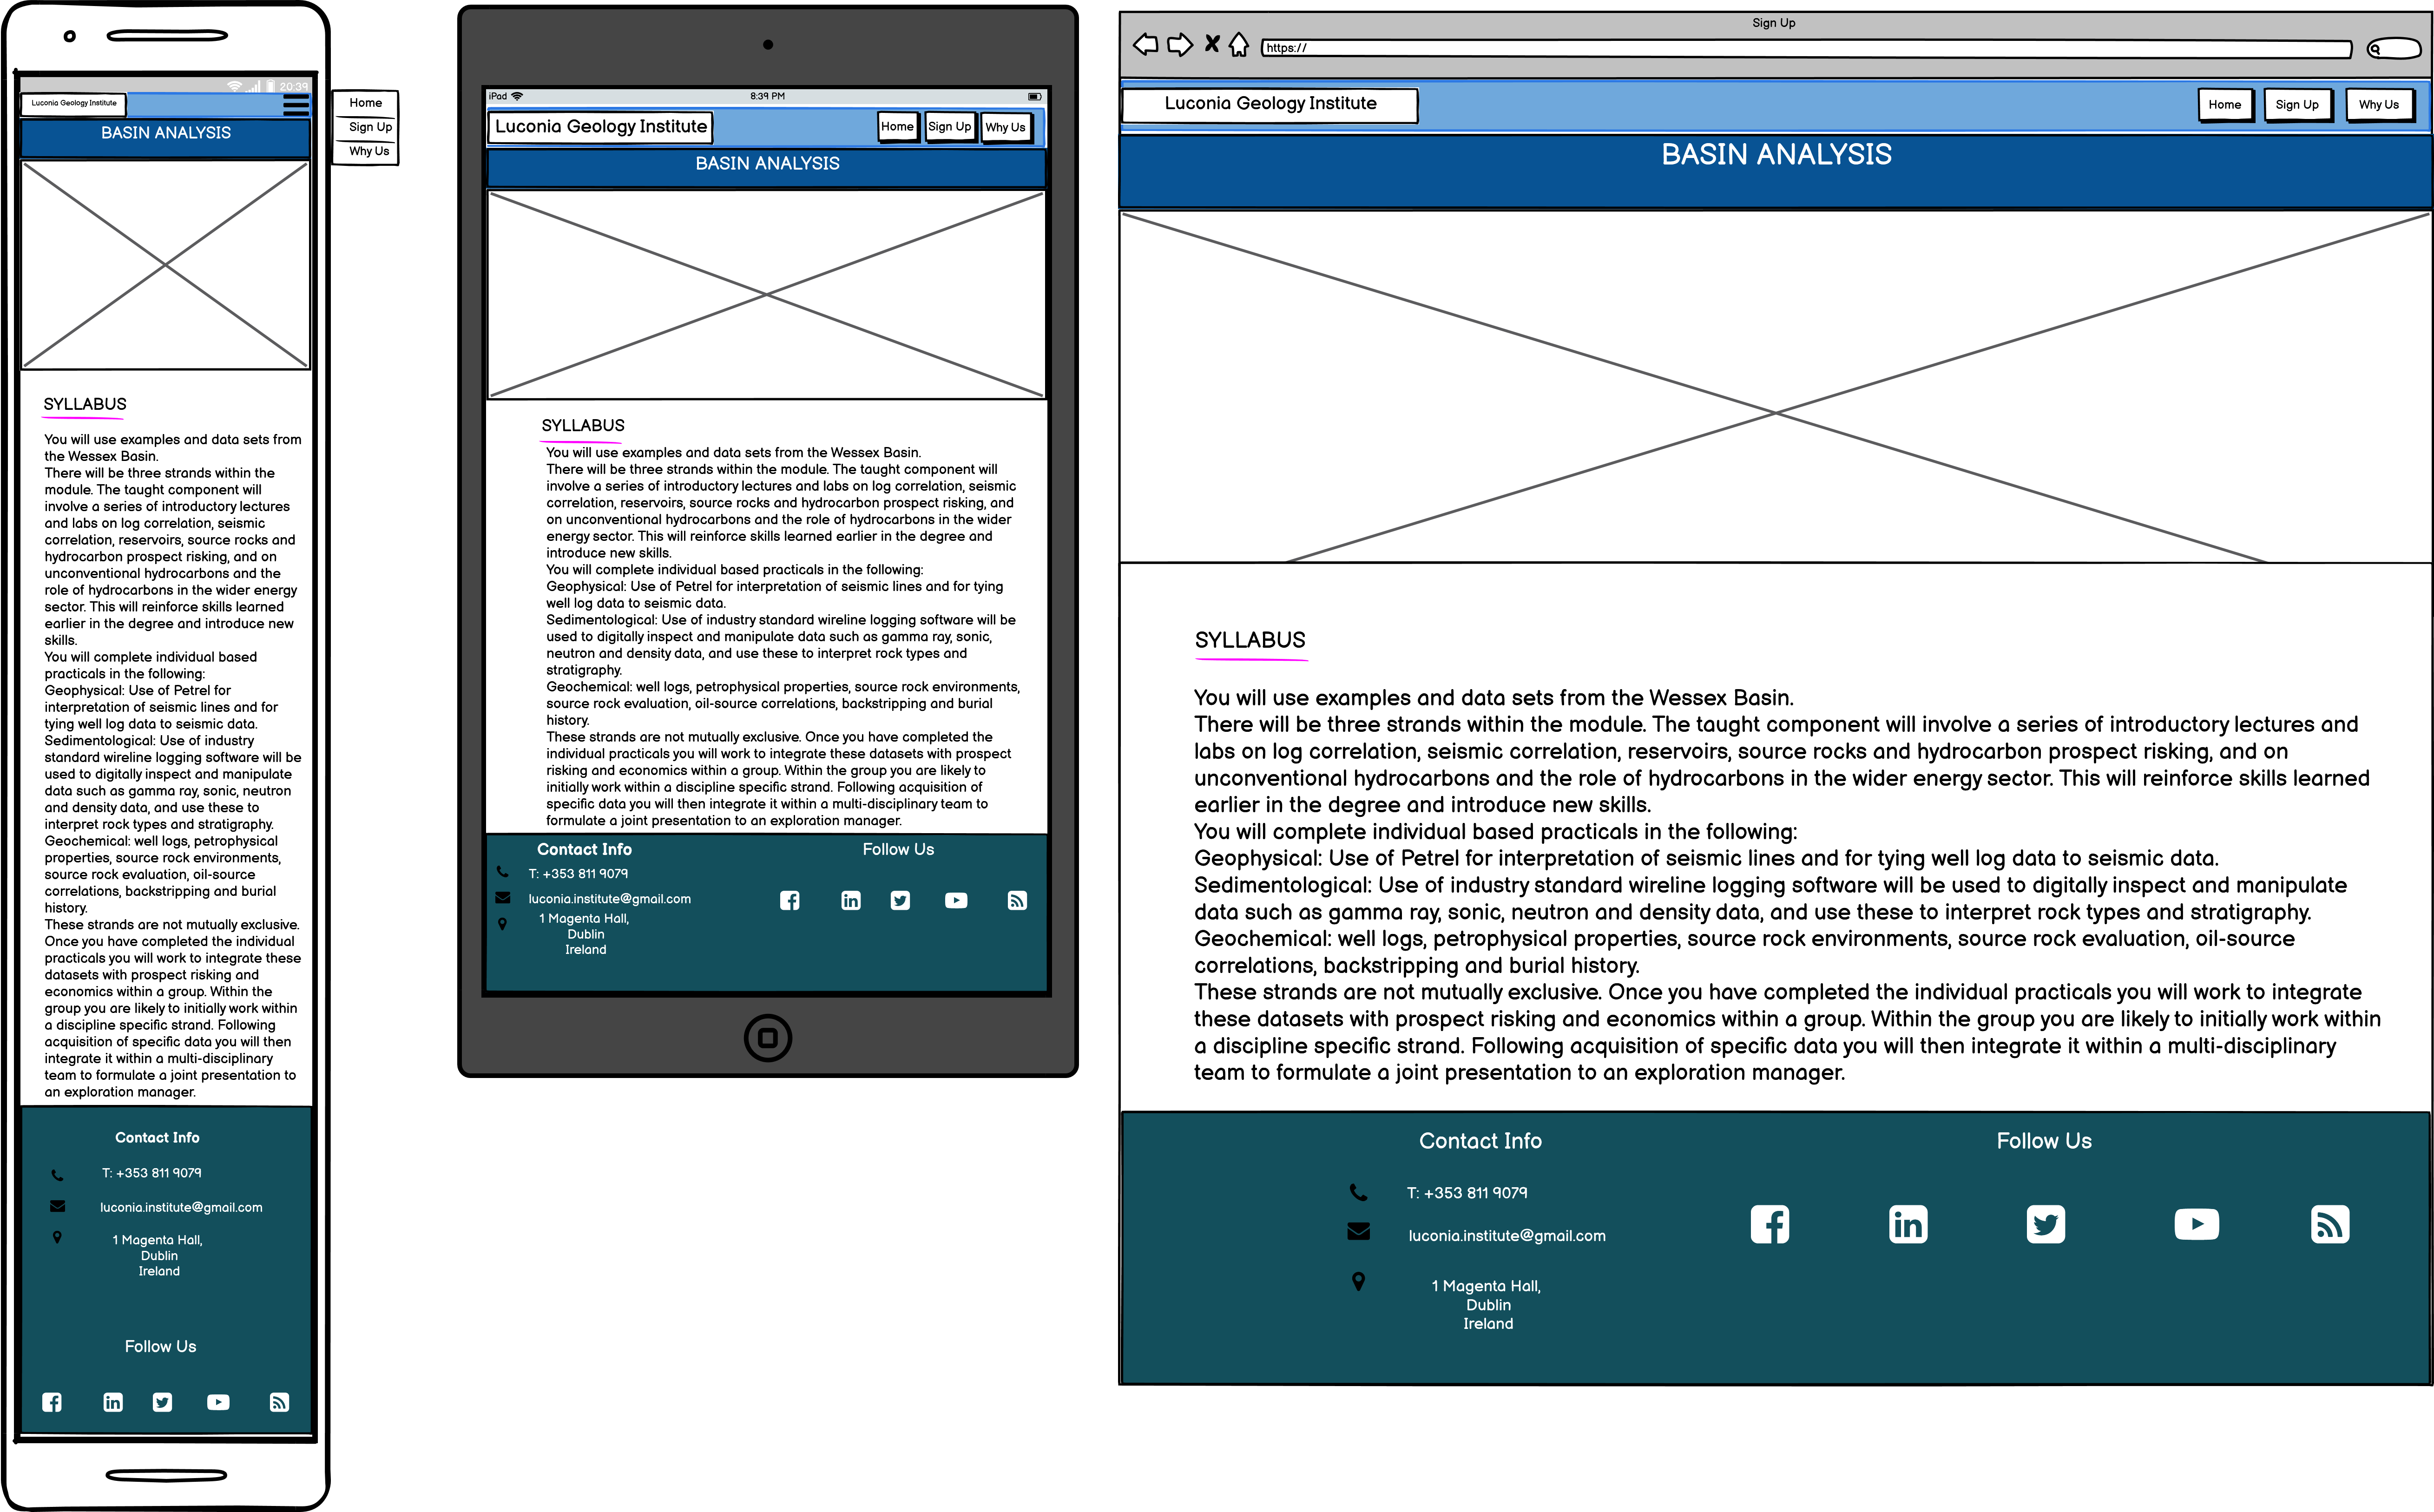 20:39
Luconia Geology Institute
Home
Sign Up
Why Us
BASIN ANALYSIS
SYLLABUS
You will use examples and data sets from
the Wessex Basin.
There will be three strands within the
module. The taught component will
involve a series of introductory lectures
and labs on log correlation, seismic
correlation, reservoirs, source rocks and
hydrocarbon prospect risking, and on
unconventional hydrocarbons and the
role of hydrocarbons in the wider energy
sector. This will reinforce skills learned
earlier in the degree and introduce new
skills.
You will complete individual based
practicals in the following:
Geophysical: Use of Petrel for
interpretation of seismic lines and for
tying well log data to seismic data.
Sedimentological: Use of industry
standard wireline logging software will be
used to digitally inspect and manipulate
data such as gamma ray, sonic, neutron
and density data, and use these to
interpret rock types and stratigraphy.
Geochemical: well logs, petrophysical
properties, source rock environments,
source rock evaluation, oil-source
correlations, backstripping and burial
history.
These strands are not mutually exclusive.
Once you have completed the individual
practicals you will work to integrate these
datasets with prospect risking and
economics within a group. Within the
group you are likely to initially work within
a discipline specific strand. Following
acquisition of specific data you will then
integrate it within a multi-disciplinary
team to formulate a joint presentation to
an exploration manager.
Contact Info
T: +353 811 9079
luconia.institute@gmail.com
1 Magenta Hall,
Dublin
Ireland
Follow Us
iPad
8:39 PM
Luconia Geology Institute
Home
Sign Up
Why Us
BASIN ANALYSIS
SYLLABUS
You will use examples and data sets from the Wessex Basin.
There will be three strands within the module. The taught component will
involve a series of introductory lectures and labs on log correlation, seismic
correlation, reservoirs, source rocks and hydrocarbon prospect risking, and
on unconventional hydrocarbons and the role of hydrocarbons in the wider
energy sector. This will reinforce skills learned earlier in the degree and
introduce new skills.
You will complete individual based practicals in the following:
Geophysical: Use of Petrel for interpretation of seismic lines and for tying
well log data to seismic data.
Sedimentological: Use of industry standard wireline logging software will be
used to digitally inspect and manipulate data such as gamma ray, sonic,
neutron and density data, and use these to interpret rock types and
stratigraphy.
Geochemical: well logs, petrophysical properties, source rock environments,
source rock evaluation, oil-source correlations, backstripping and burial
history.
These strands are not mutually exclusive. Once you have completed the
individual practicals you will work to integrate these datasets with prospect
risking and economics within a group. Within the group you are likely to
initially work within a discipline specific strand. Following acquisition of
specific data you will then integrate it within a multi-disciplinary team to
formulate a joint presentation to an exploration manager.
Contact Info
T: +353 811 9079
luconia.institute@gmail.com
1 Magenta Hall,
Dublin
Ireland
Follow Us
Sign Up
https://
Luconia Geology Institute
Home
Sign Up
Why Us
BASIN ANALYSIS
SYLLABUS
You will use examples and data sets from the Wessex Basin.
There will be three strands within the module. The taught component will involve a series of introductory lectures and
labs on log correlation, seismic correlation, reservoirs, source rocks and hydrocarbon prospect risking, and on
unconventional hydrocarbons and the role of hydrocarbons in the wider energy sector. This will reinforce skills learned
earlier in the degree and introduce new skills.
You will complete individual based practicals in the following:
Geophysical: Use of Petrel for interpretation of seismic lines and for tying well log data to seismic data.
Sedimentological: Use of industry standard wireline logging software will be used to digitally inspect and manipulate
data such as gamma ray, sonic, neutron and density data, and use these to interpret rock types and stratigraphy.
Geochemical: well logs, petrophysical properties, source rock environments, source rock evaluation, oil-source
correlations, backstripping and burial history.
These strands are not mutually exclusive. Once you have completed the individual practicals you will work to integrate
these datasets with prospect risking and economics within a group. Within the group you are likely to initially work within
a discipline specific strand. Following acquisition of specific data you will then integrate it within a multi-disciplinary
team to formulate a joint presentation to an exploration manager.
Contact Info
T: +353 811 9079
luconia.institute@gmail.com
1 Magenta Hall,
Dublin
Ireland
Follow Us